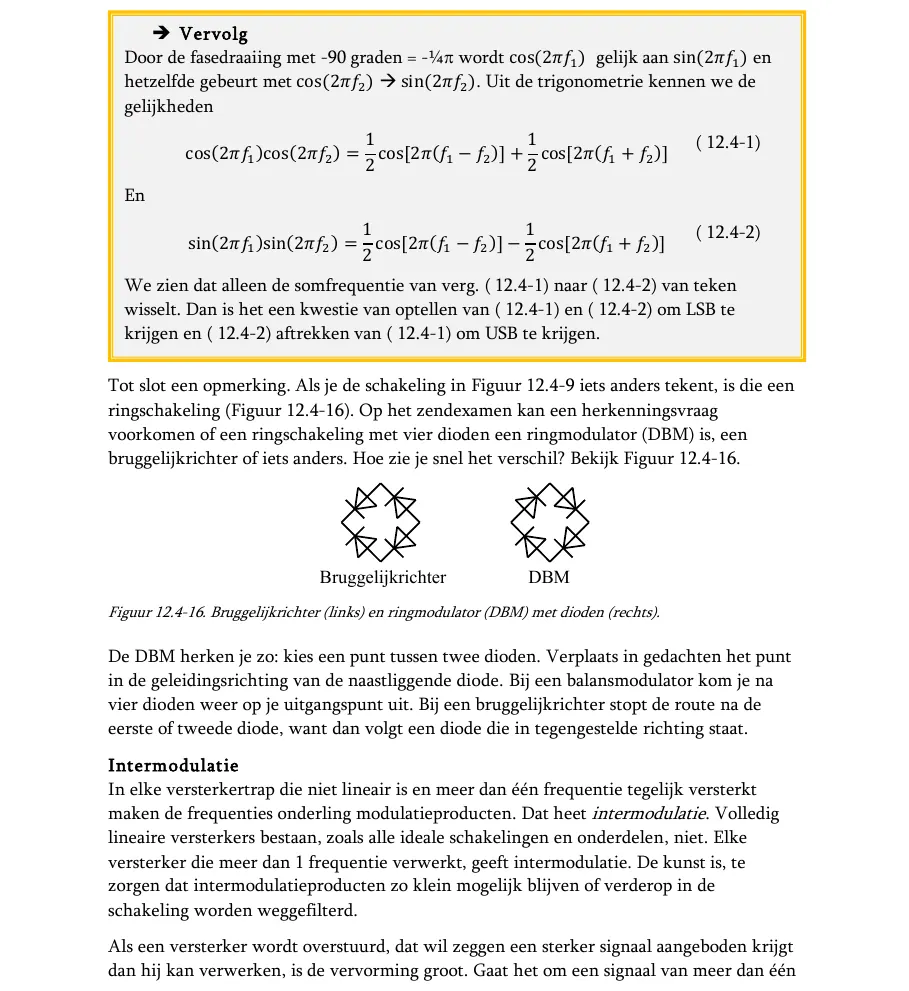 ➔ Vervolg
Door de fasedraaiing met -90 graden = -¼π wordt cos(2πf₁) gelijk aan sin(2πf₁) en
hetzelfde gebeurt met cos(2πf₂) → sin(2πf₂). Uit de trigonometrie kennen we de
gelijkheden
cos(2πf₁)cos(2πf₂) = 1/2 cos[2π(f₁ − f₂)] + 1/2 cos[2π(f₁ + f₂)] ( 12.4-1)
En
sin(2πf₁)sin(2πf₂) = 1/2 cos[2π(f₁ − f₂)] − 1/2 cos[2π(f₁ + f₂)] ( 12.4-2)
We zien dat alleen de somfrequentie van verg. ( 12.4-1) naar ( 12.4-2) van teken
wisselt. Dan is het een kwestie van optellen van ( 12.4-1) en ( 12.4-2) om LSB te
krijgen en ( 12.4-2) aftrekken van ( 12.4-1) om USB te krijgen.
Tot slot een opmerking. Als je de schakeling in Figuur 12.4-9 iets anders tekent, is die een
ringschakeling (Figuur 12.4-16). Op het zendexamen kan een herkenningsvraag
voorkomen of een ringschakeling met vier dioden een ringmodulator (DBM) is, een
bruggelijkrichter of iets anders. Hoe zie je snel het verschil? Bekijk Figuur 12.4-16.
Bruggelijkrichter DBM
Figuur 12.4-16. Bruggelijkrichter (links) en ringmodulator (DBM) met dioden (rechts).
De DBM herken je zo: kies een punt tussen twee dioden. Verplaats in gedachten het punt
in de geleidingsrichting van de naastliggende diode. Bij een balansmodulator kom je na
vier dioden weer op je uitgangspunt uit. Bij een bruggelijkrichter stopt de route na de
eerste of tweede diode, want dan volgt een diode die in tegengestelde richting staat.
Intermodulatie
In elke versterkertrap die niet lineair is en meer dan één frequentie tegelijk versterkt
maken de frequenties onderling modulatieproducten. Dat heet intermodulatie. Volledig
lineaire versterkers bestaan, zoals alle ideale schakelingen en onderdelen, niet. Elke
versterker die meer dan 1 frequentie verwerkt, geeft intermodulatie. De kunst is, te
zorgen dat intermodulatieproducten zo klein mogelijk blijven of verderop in de
schakeling worden weggefilterd.
Als een versterker wordt overstuurd, dat wil zeggen een sterker signaal aangeboden krijgt
dan hij kan verwerken, is de vervorming groot. Gaat het om een signaal van meer dan één